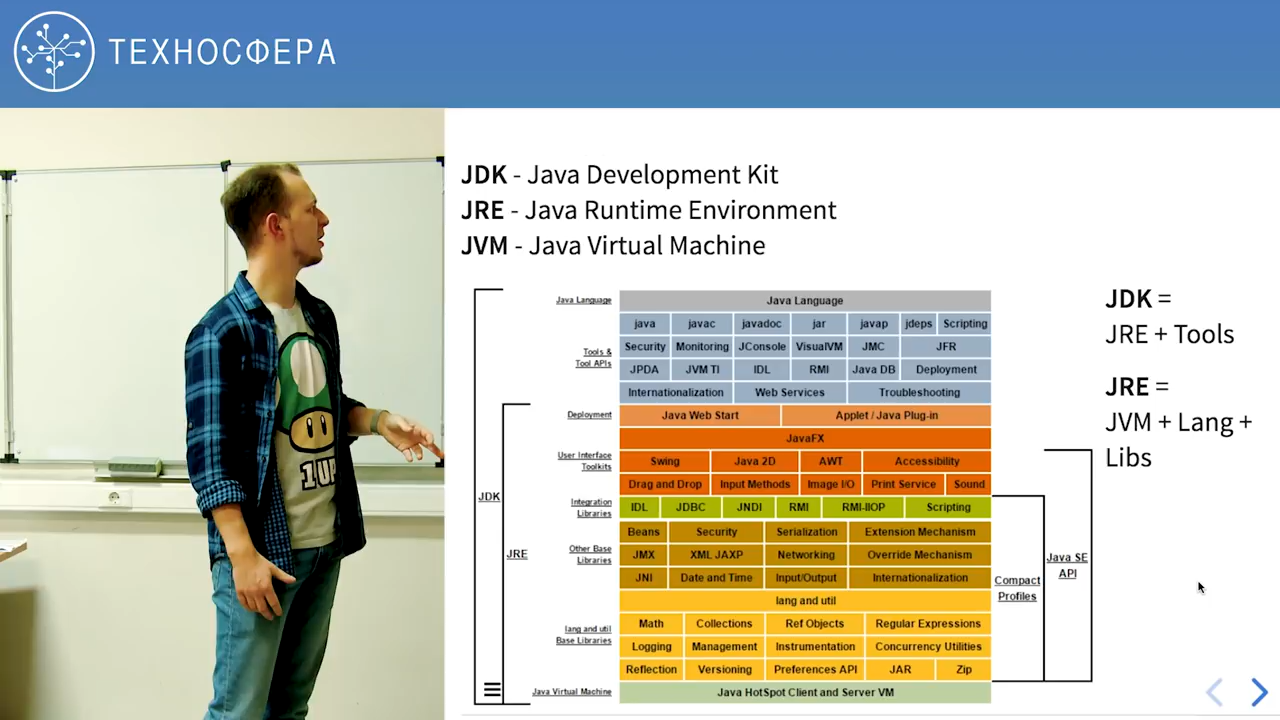 ТЕХНОСФЕРА
JDK - Java Development Kit
JRE - Java Runtime Environment
JVM - Java Virtual Machine
Java Language
Java Language
Tools &
Tool APIs
java javac javadoc jar javap jdeps Scripting
Security Monitoring JConsole VisualVM JMC JFR
JPDA JVM TI IDL RMI Java DB Deployment
Internationalization Web Services Troubleshooting
Deployment
Java Web Start Applet / Java Plug-in
JavaFX
User Interface
Toolkits
Swing Java 2D AWT Accessibility
Drag and Drop Input Methods Image I/O Print Service Sound
Integration
Libraries
IDL JDBC JNDI RMI RMI-IIOP Scripting
Other Base
Libraries
Beans Security Serialization Extension Mechanism
JMX XML JAXP Networking Override Mechanism
JNI Date and Time Input/Output Internationalization
lang and util
lang and util
Base Libraries
Math Collections Ref Objects Regular Expressions
Logging Management Instrumentation Concurrency Utilities
Reflection Versioning Preferences API JAR Zip
Java Virtual Machine
Java HotSpot Client and Server VM
JDK
JRE
Compact
Profiles
Java SE
API
JDK =
JRE + Tools
JRE =
JVM + Lang +
Libs
1UP